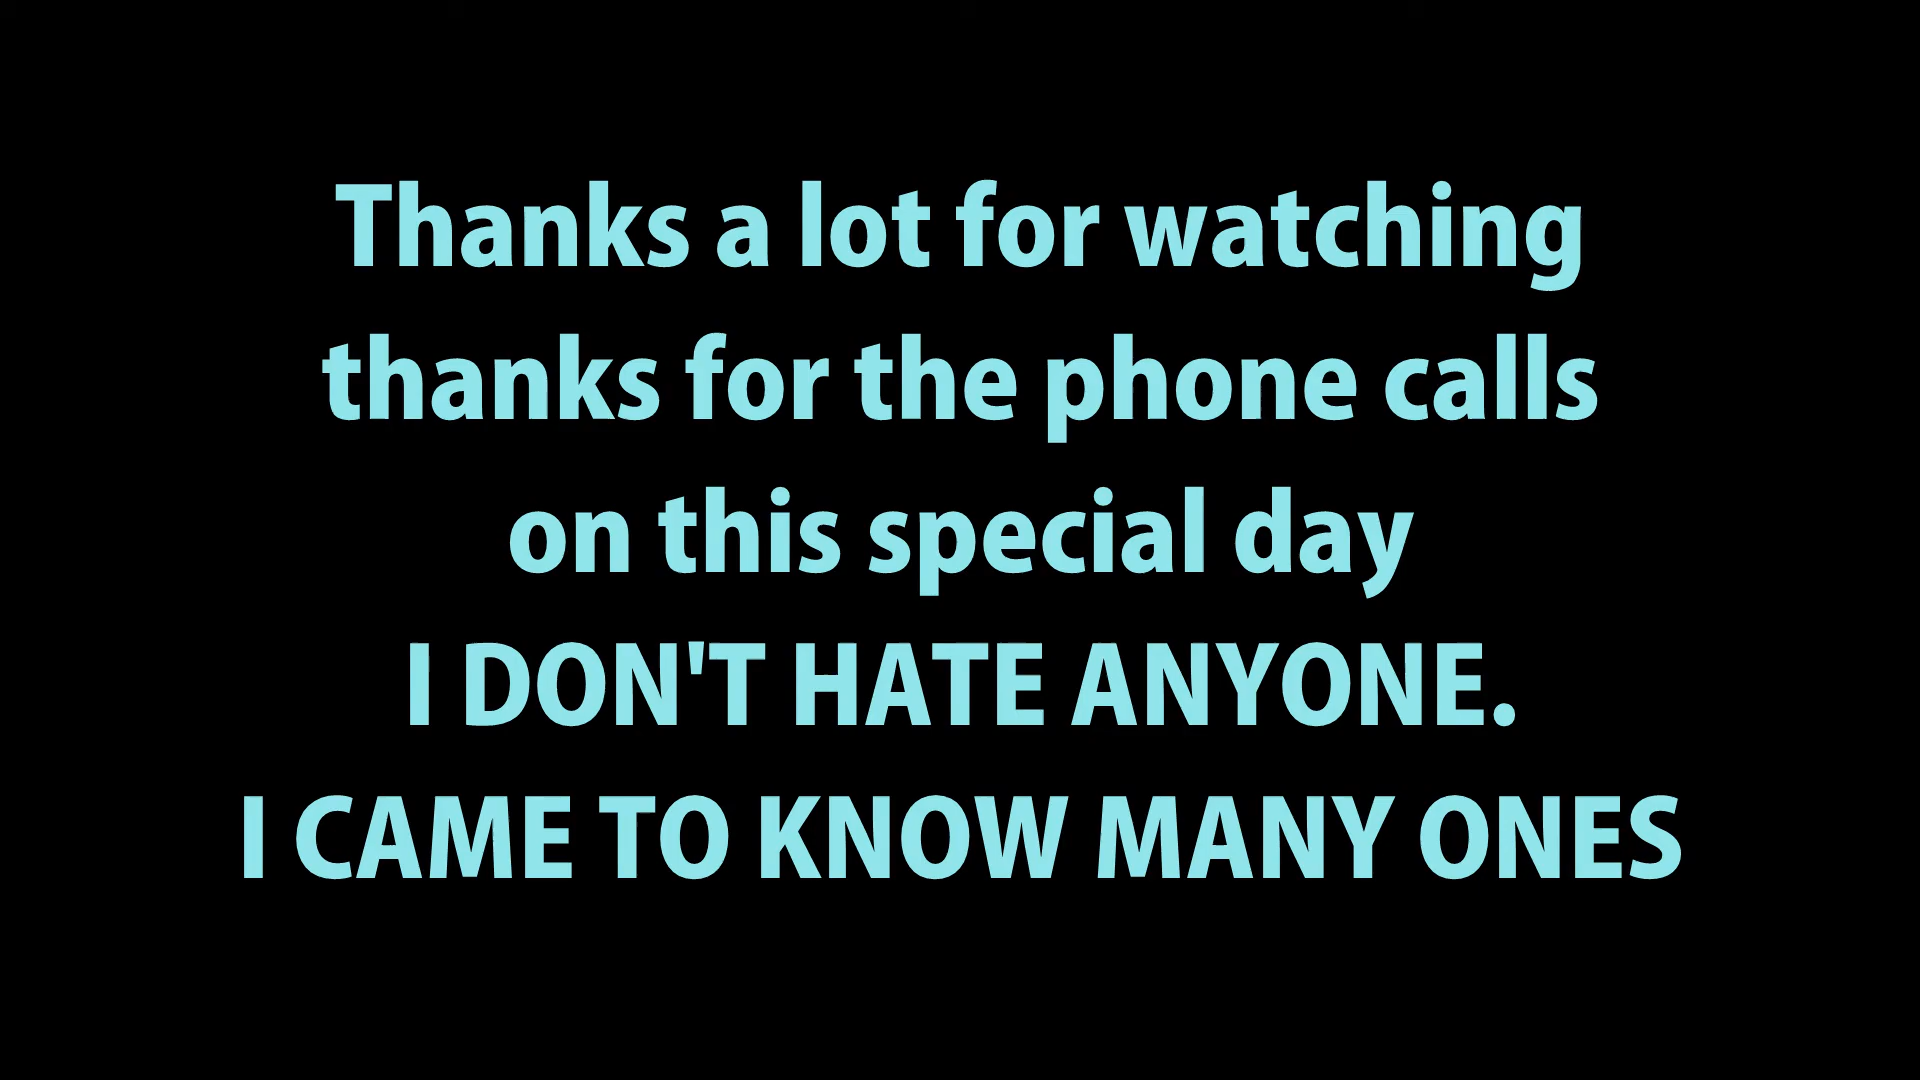 Thanks a lot for watching
thanks for the phone calls
on this special day
I DON'T HATE ANYONE.
I CAME TO KNOW MANY ONES